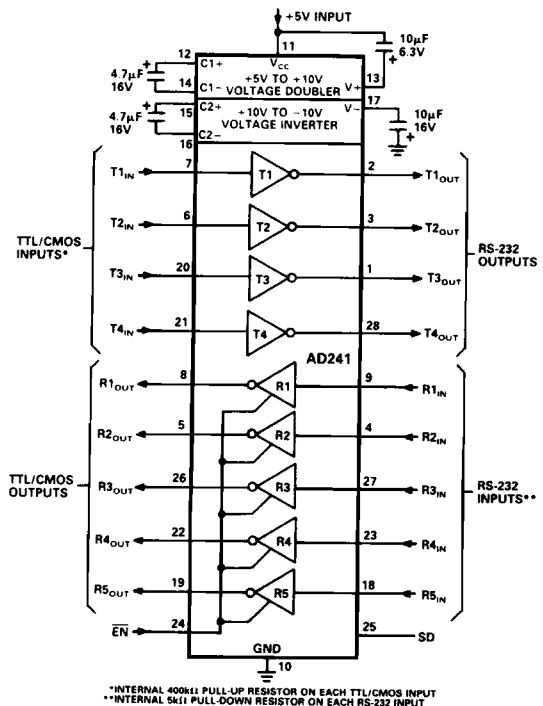 +5V INPUT
12
11
10μF
6.3V
+
C1+
VCC
+
4.7μF
16V
14
C1−
+5V TO +10V
VOLTAGE DOUBLER
V+
13
+
4.7μF
16V
15
C2+
C2−
16
+10V TO −10V
VOLTAGE INVERTER
V−
17
+
10μF
16V
T1IN
7
T1
2
T1OUT
T2IN
6
T2
3
T2OUT
TTL/CMOS
INPUTS*
RS-232
OUTPUTS
T3IN
20
T3
1
T3OUT
T4IN
21
T4
28
T4OUT
AD241
R1OUT
8
R1
9
R1IN
R2OUT
5
R2
4
R2IN
TTL/CMOS
OUTPUTS
RS-232
INPUTS**
R3OUT
26
R3
27
R3IN
R4OUT
22
R4
23
R4IN
R5OUT
19
R5
18
R5IN
EN
24
25
SD
GND
10
*INTERNAL 400kΩ PULL-UP RESISTOR ON EACH TTL/CMOS INPUT
**INTERNAL 5kΩ PULL-DOWN RESISTOR ON EACH RS-232 INPUT